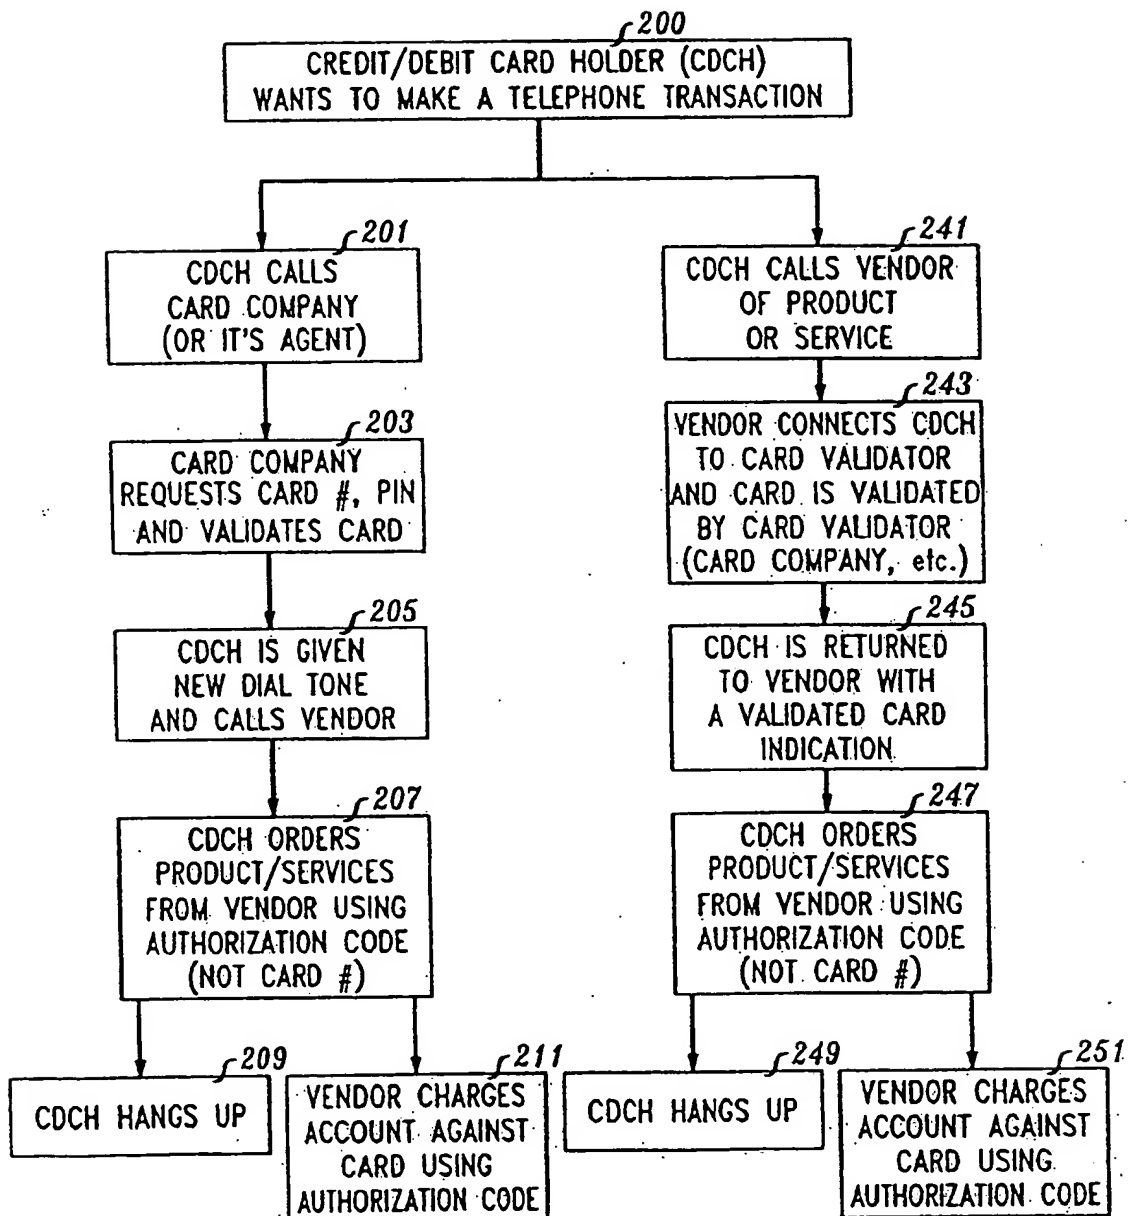 200
CREDIT/DEBIT CARD HOLDER (CDCH)
WANTS TO MAKE A TELEPHONE TRANSACTION
201
CDCH CALLS
CARD COMPANY
(OR IT'S AGENT)
203
CARD COMPANY
REQUESTS CARD #, PIN
AND VALIDATES CARD
205
CDCH IS GIVEN
NEW DIAL TONE
AND CALLS VENDOR
207
CDCH ORDERS
PRODUCT/SERVICES
FROM VENDOR USING
AUTHORIZATION CODE
(NOT CARD #)
209
CDCH HANGS UP
211
VENDOR CHARGES
ACCOUNT AGAINST
CARD USING
AUTHORIZATION CODE
241
CDCH CALLS VENDOR
OF PRODUCT
OR SERVICE
243
VENDOR CONNECTS CDCH
TO CARD VALIDATOR
AND CARD IS VALIDATED
BY CARD VALIDATOR
(CARD COMPANY, etc.)
245
CDCH IS RETURNED
TO VENDOR WITH
A VALIDATED CARD
INDICATION
247
CDCH ORDERS
PRODUCT/SERVICES
FROM VENDOR USING
AUTHORIZATION CODE
(NOT CARD #)
249
CDCH HANGS UP
251
VENDOR CHARGES
ACCOUNT AGAINST
CARD USING
AUTHORIZATION CODE